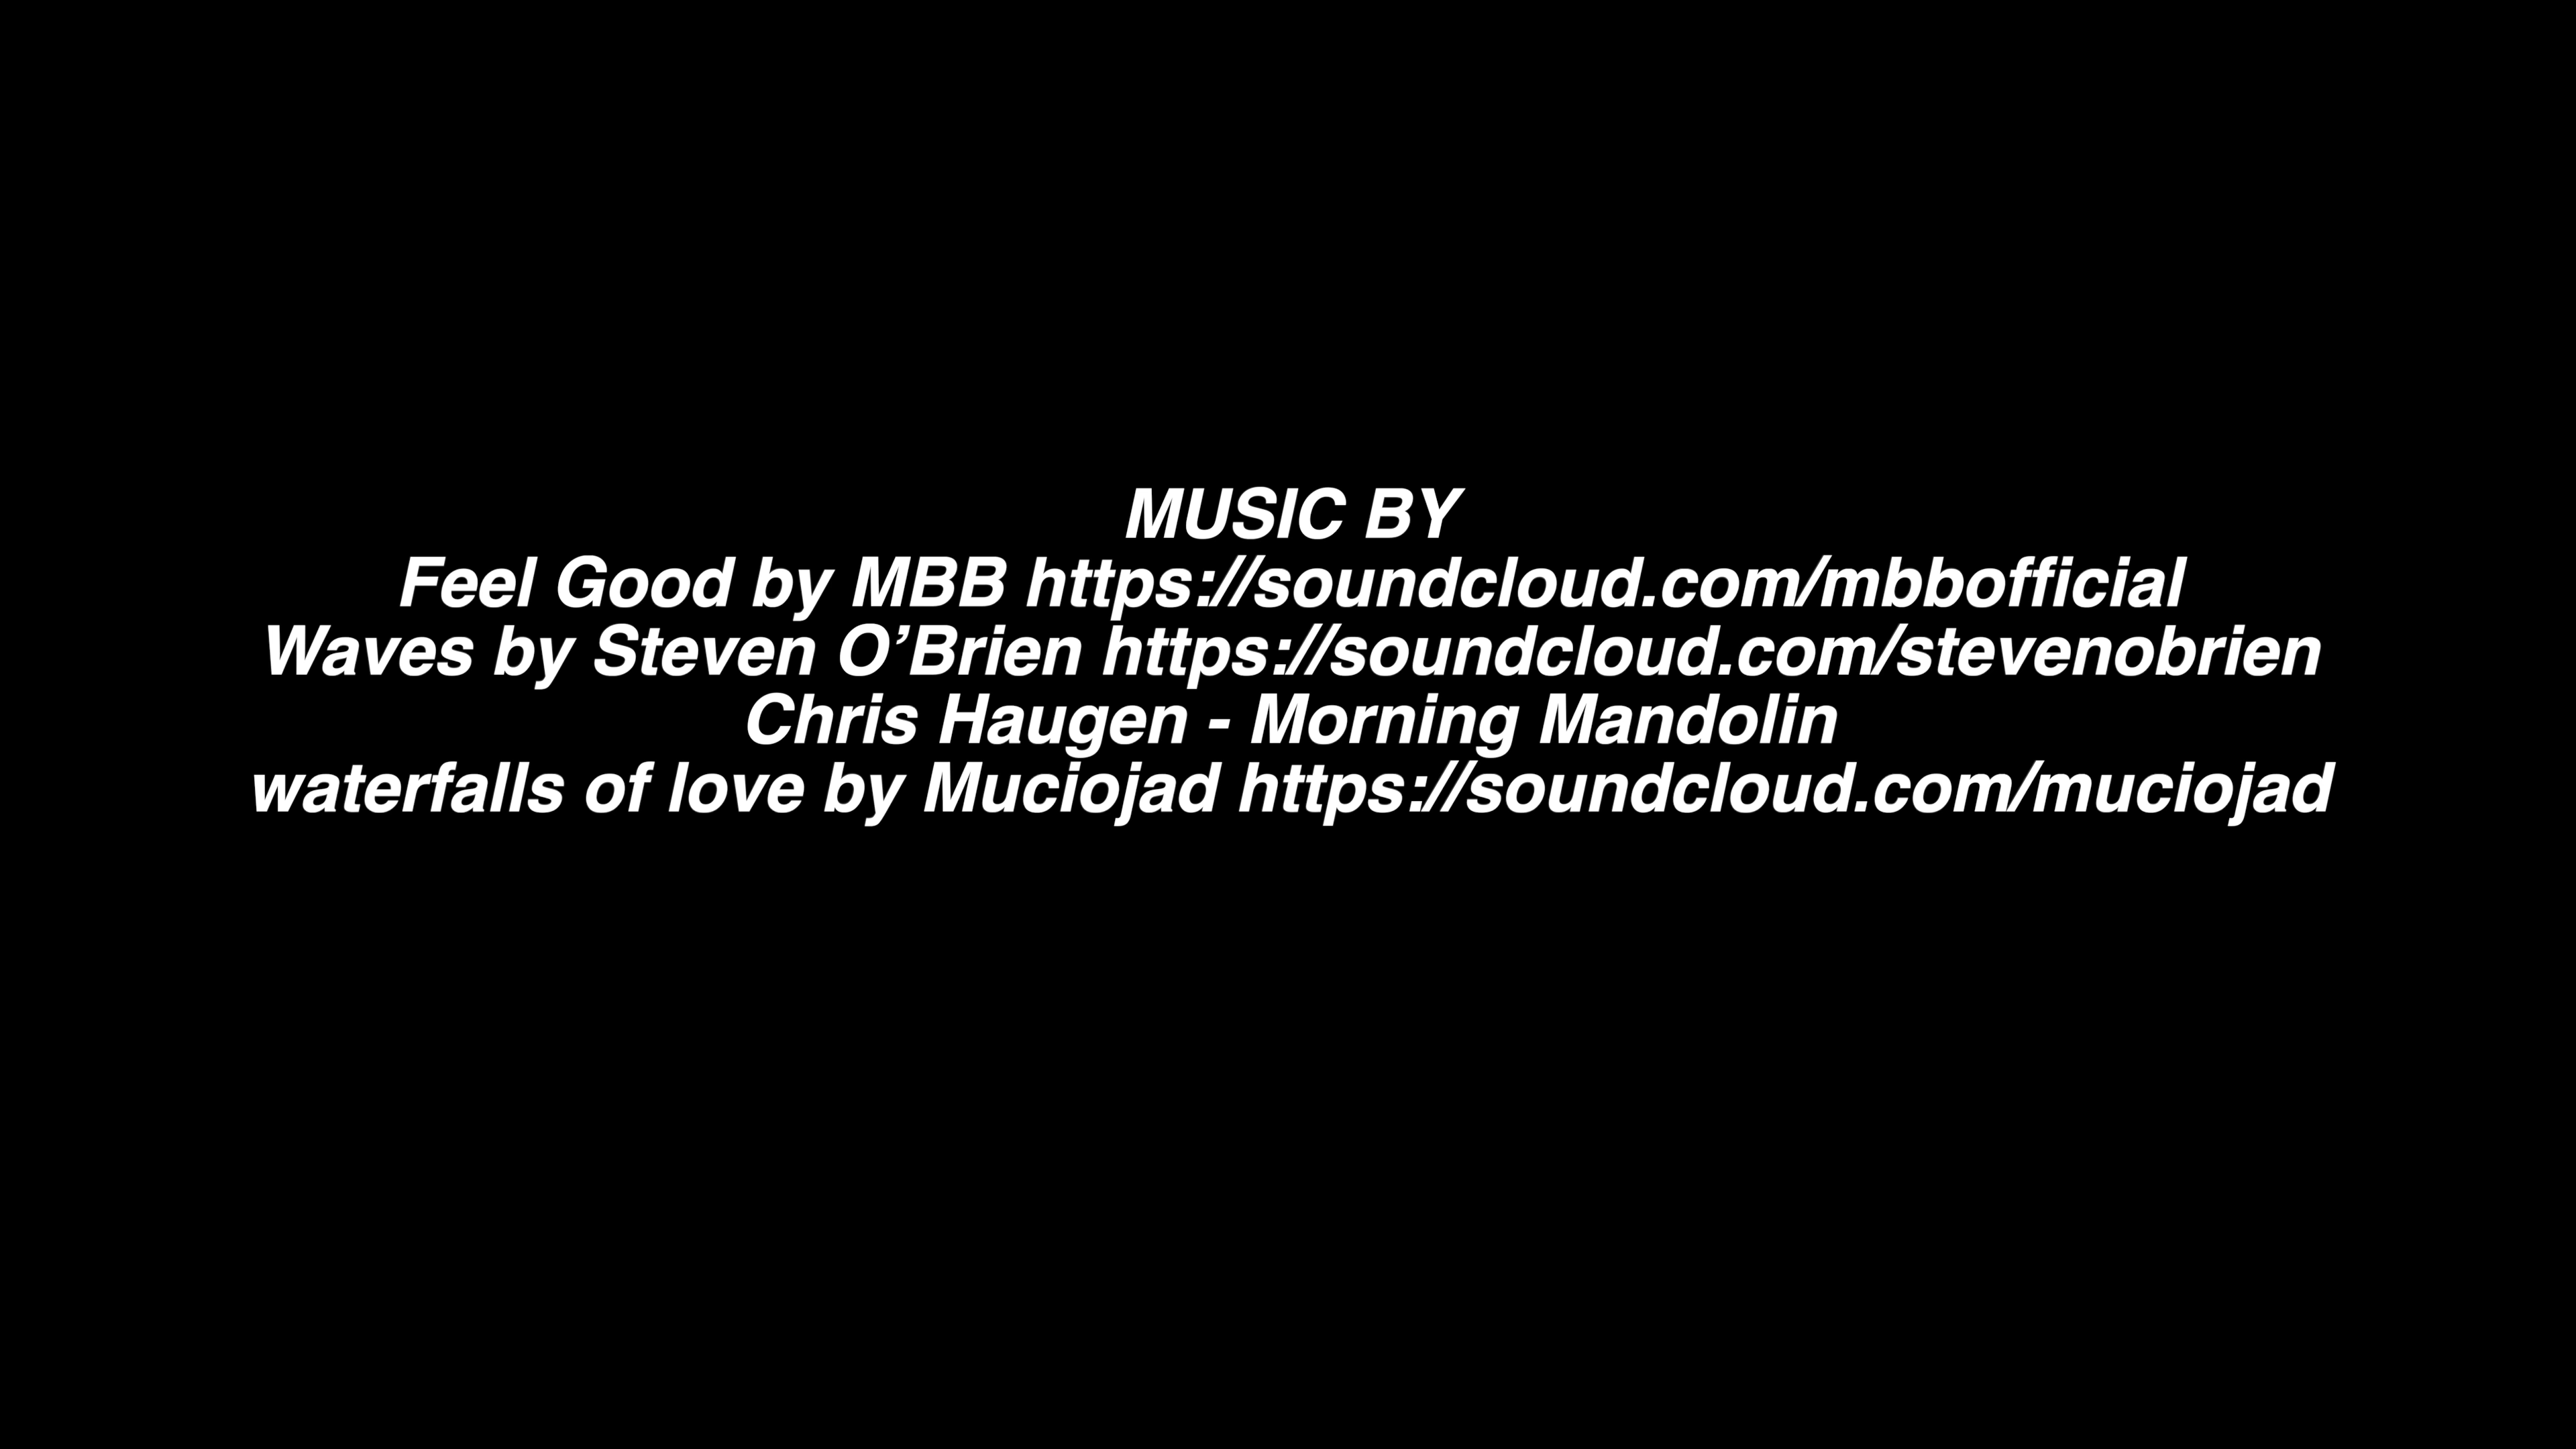 MUSIC BY
Feel Good by MBB https://soundcloud.com/mbbofficial
Waves by Steven O’Brien https://soundcloud.com/stevenobrien
Chris Haugen - Morning Mandolin
waterfalls of love by Muciojad https://soundcloud.com/muciojad